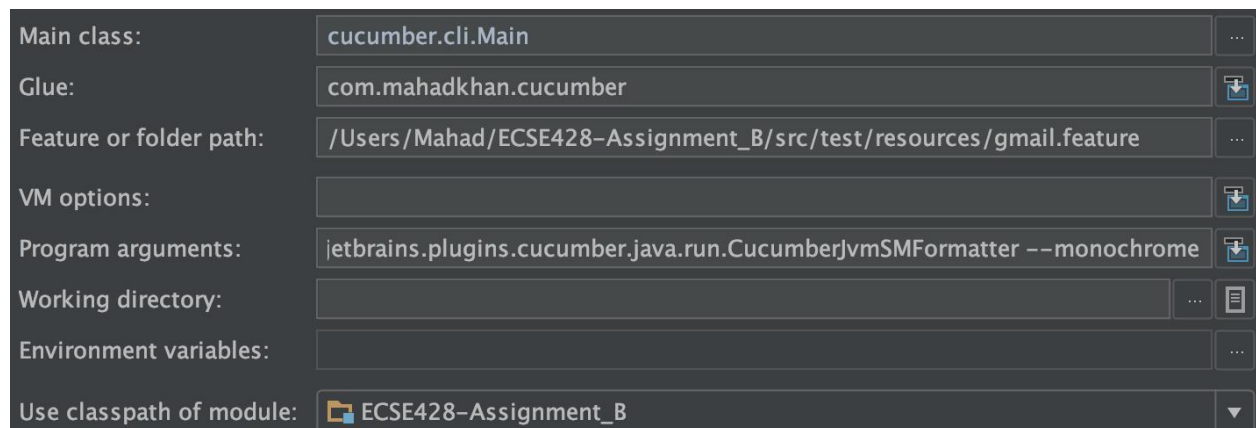 Main class: cucumber.cli.Main ...
Glue: com.mahadkhan.cucumber
Feature or folder path: /Users/Mahad/ECSE428-Assignment_B/src/test/resources/gmail.feature ...
VM options:
Program arguments: jetbrains.plugins.cucumber.java.run.CucumberJvmSMFormatter --monochrome
Working directory: ...
Environment variables: ...
Use classpath of module: ECSE428-Assignment_B